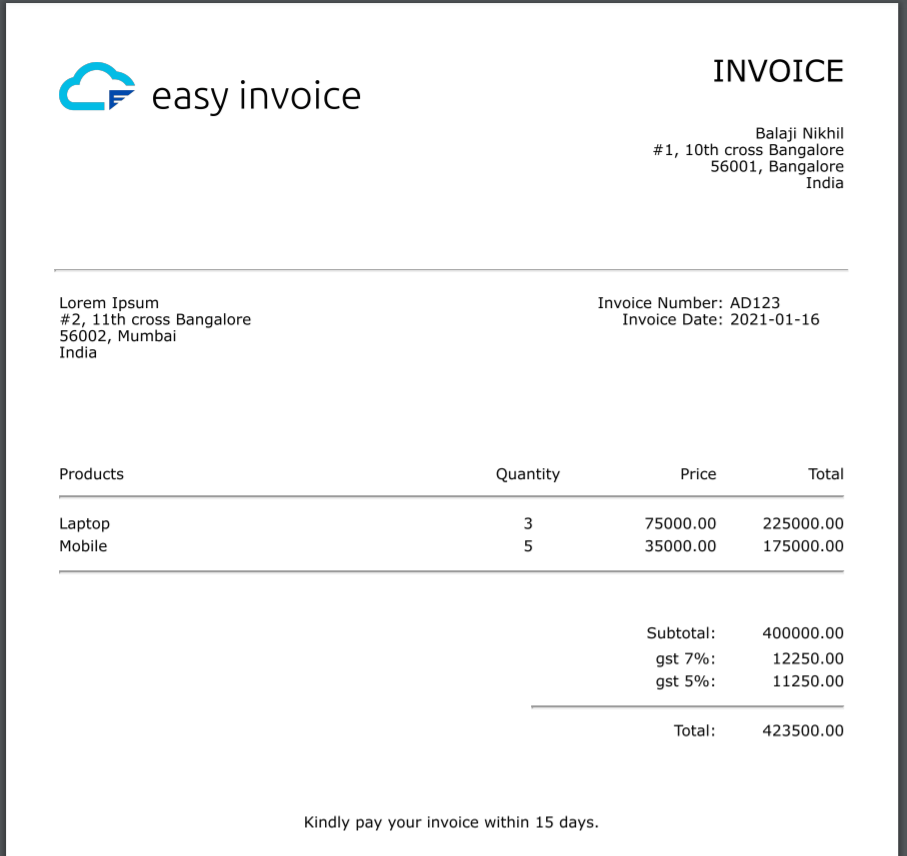 easy invoice
INVOICE
Balaji Nikhil
#1, 10th cross Bangalore
56001, Bangalore
India
Lorem Ipsum
#2, 11th cross Bangalore
56002, Mumbai
India
Invoice Number: AD123
Invoice Date: 2021-01-16
Products Quantity Price Total
Laptop 3 75000.00 225000.00
Mobile 5 35000.00 175000.00
Subtotal: 400000.00
gst 7%: 12250.00
gst 5%: 11250.00
Total: 423500.00
Kindly pay your invoice within 15 days.